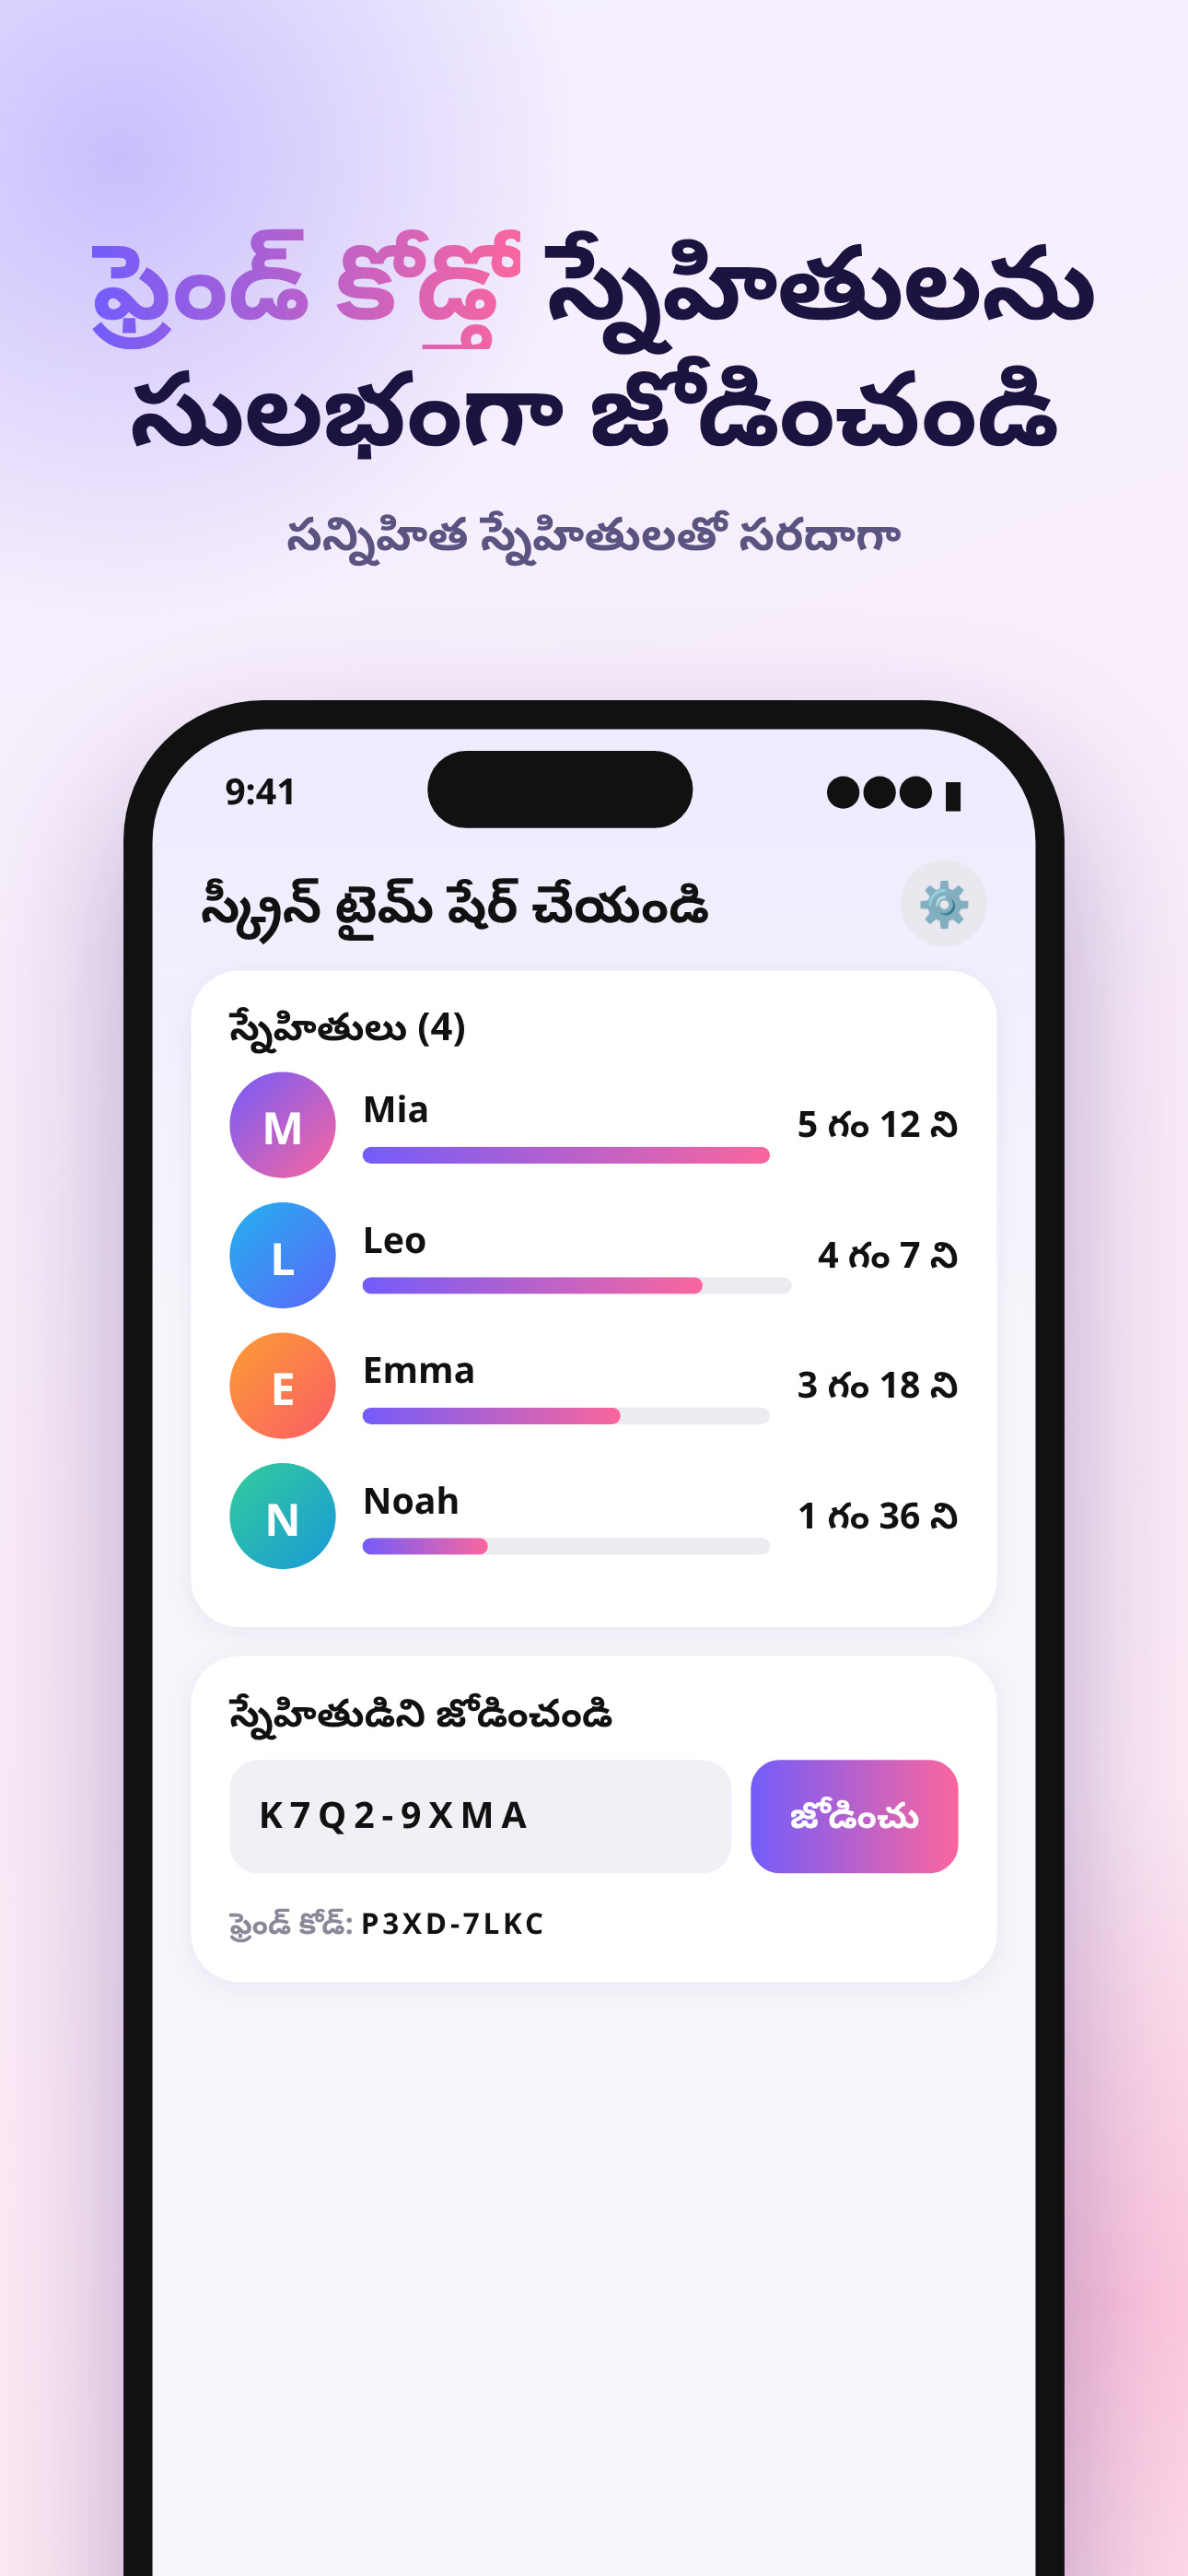 ఫ్రెండ్ కోడ్తో స్నేహితులను
సులభంగా జోడించండి
సన్నిహిత స్నేహితులతో సరదాగా
9:41
స్క్రీన్ టైమ్ షేర్ చేయండి
స్నేహితులు (4)
M
Mia
5 గం 12 ని
L
Leo
4 గం 7 ని
E
Emma
3 గం 18 ని
N
Noah
1 గం 36 ని
స్నేహితుడిని జోడించండి
K7Q2-9XMA
జోడించు
ఫ్రెండ్ కోడ్: P3XD-7LKC